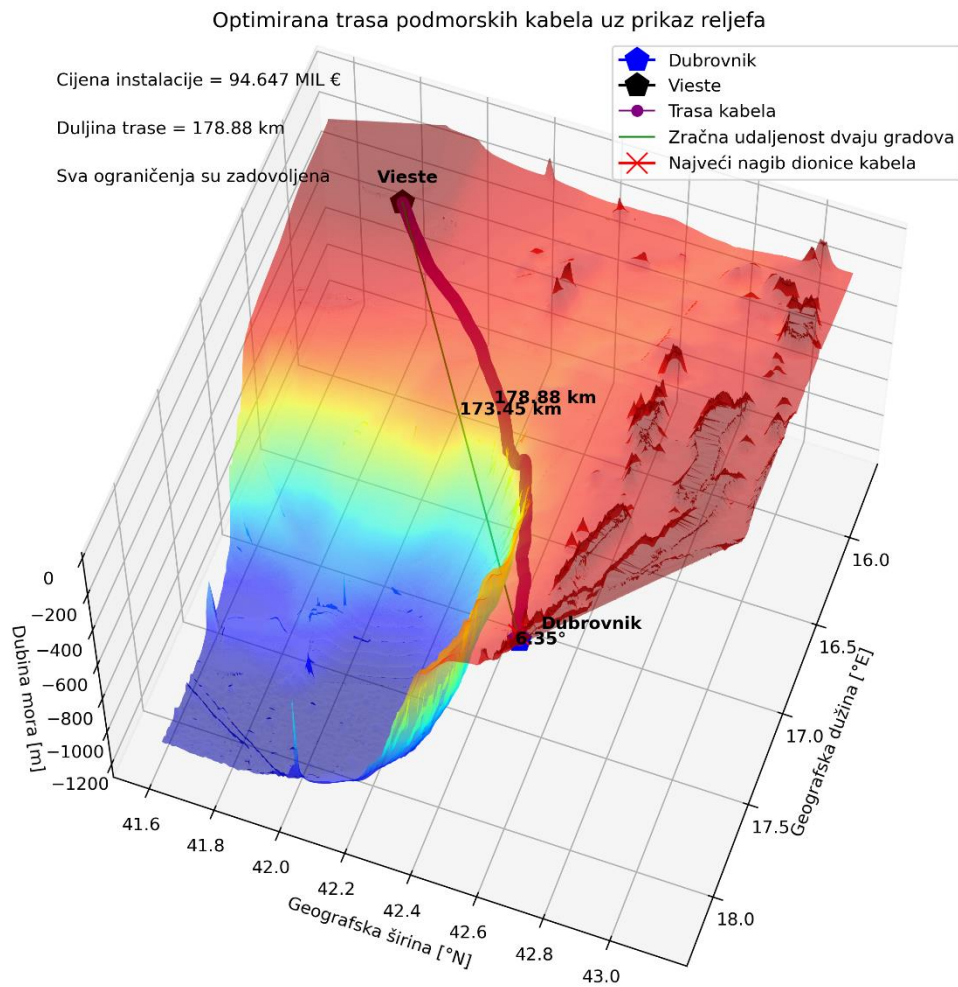 Optimirana trasa podmorskih kabela uz prikaz reljefa
Cijena instalacije = 94.647 MIL €
Duljina trase = 178.88 km
Sva ograničenja su zadovoljena
Dubrovnik
Vieste
Trasa kabela
Zračna udaljenost dvaju gradova
Najveći nagib dionice kabela
Vieste
178.88 km
173.45 km
Dubrovnik
6.35°
0
−200
−400
−600
−800
−1000
−1200
Dubina mora [m]
41.6
41.8
42.0
42.2
42.4
42.6
42.8
43.0
Geografska širina [°N]
16.0
16.5
17.0
17.5
18.0
Geografska dužina [°E]